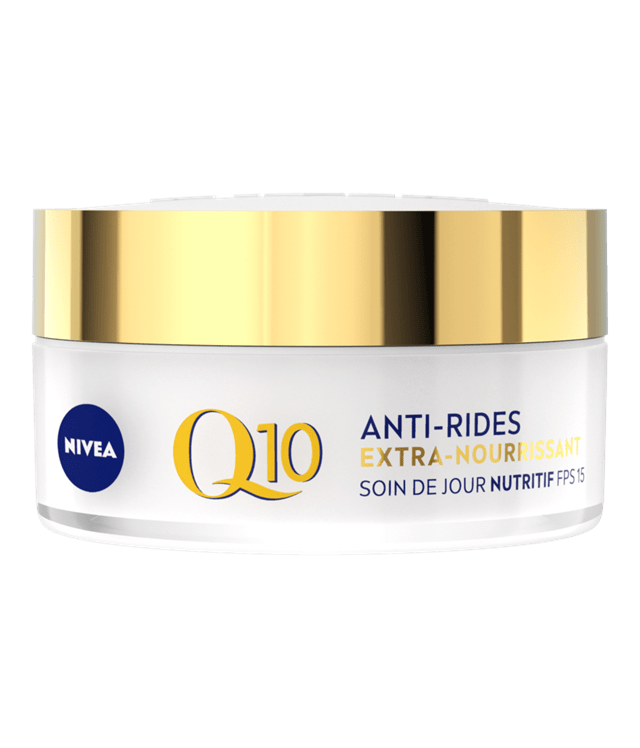 NIVEA
Q10
ANTI-RIDES
EXTRA-NOURRISSANT
SOIN DE JOUR NUTRITIF FPS 15